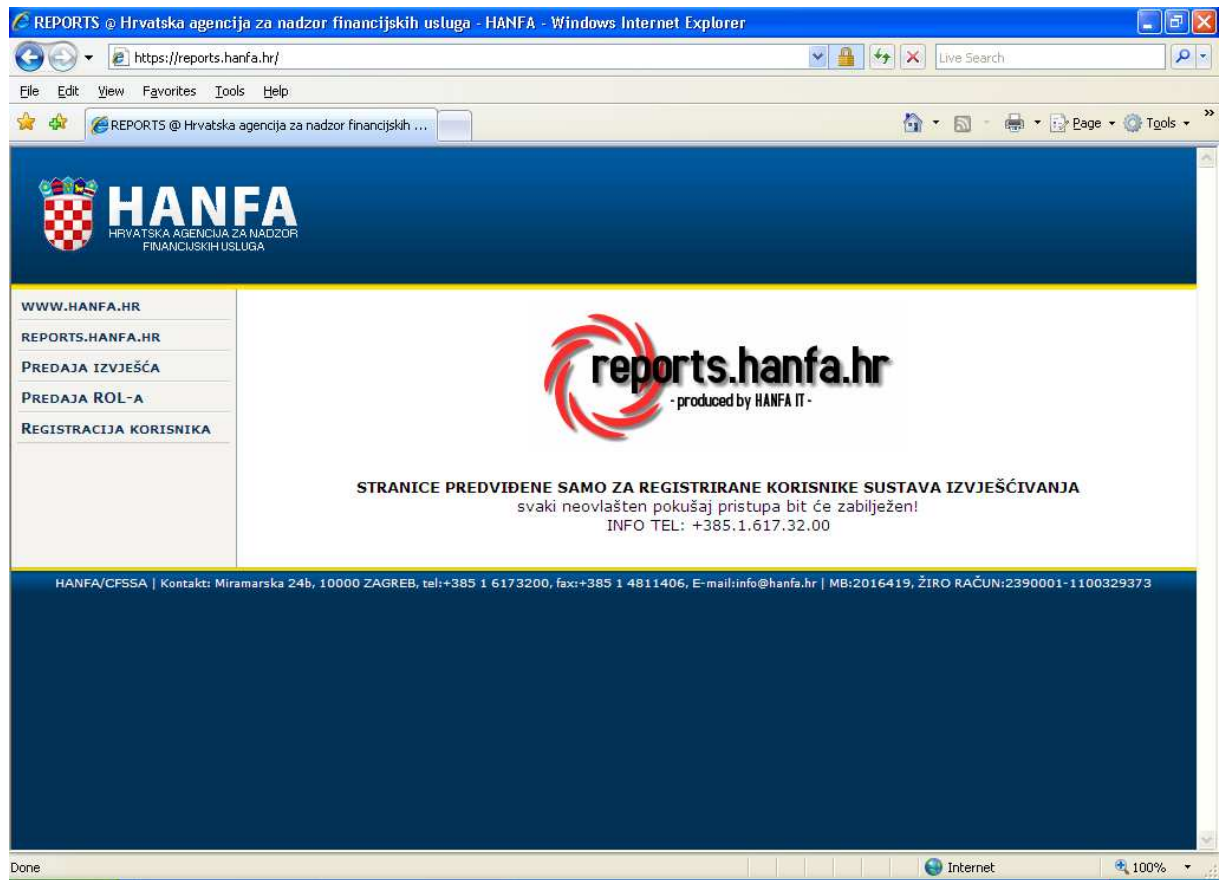 REPORTS @ Hrvatska agencija za nadzor financijskih usluga - HANFA - Windows Internet Explorer
https://reports.hanfa.hr/
Live Search
File Edit View Favorites Tools Help
REPORTS @ Hrvatska agencija za nadzor financijskih ...
Page Tools
HANFA
HRVATSKA AGENCIJA ZA NADZOR
FINANCIJSKIH USLUGA
WWW.HANFA.HR
REPORTS.HANFA.HR
PREDAJA IZVJEŠĆA
PREDAJA ROL-A
REGISTRACIJA KORISNIKA
reports.hanfa.hr
- produced by HANFA IT -
STRANICE PREDVIĐENE SAMO ZA REGISTRIRANE KORISNIKE SUSTAVA IZVJEŠĆIVANJA
svaki neovlašten pokušaj pristupa bit će zabilježen!
INFO TEL: +385.1.617.32.00
HANFA/CFSSA | Kontakt: Miramarska 24b, 10000 ZAGREB, tel:+385 1 6173200, fax:+385 1 4811406, E-mail:info@hanfa.hr | MB:2016419, ŽIRO RAČUN:2390001-1100329373
Done
Internet
100%